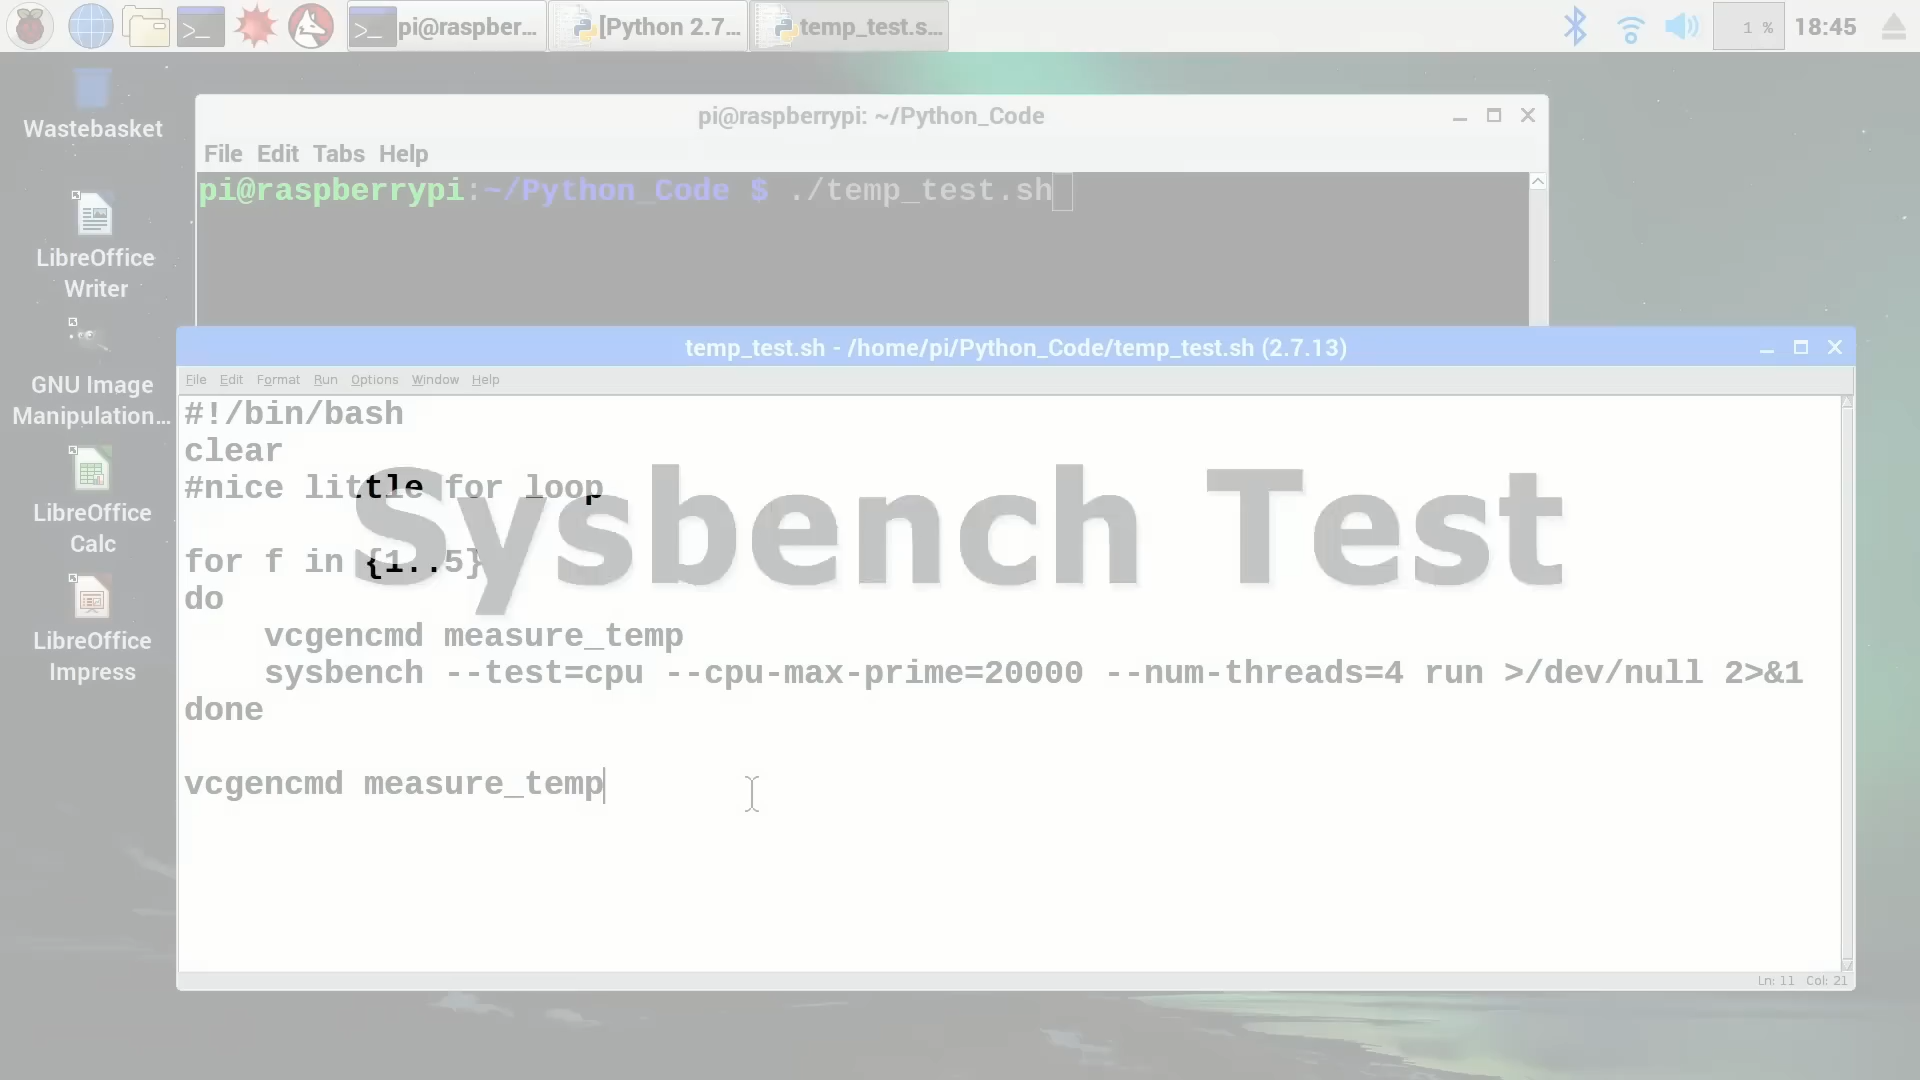 pi@raspber...
[Python 2.7...
temp_test.s...
1 %
18:45
Wastebasket
LibreOffice
Writer
GNU Image
Manipulation...
LibreOffice
Calc
LibreOffice
Impress
pi@raspberrypi: ~/Python_Code
File Edit Tabs Help
pi@raspberrypi:~/Python_Code $ ./temp_test.sh
temp_test.sh - /home/pi/Python_Code/temp_test.sh (2.7.13)
File Edit Format Run Options Window Help
#!/bin/bash
clear
#nice little for loop
Sysbench Test
for f in {1..5}
do
vcgencmd measure_temp
sysbench --test=cpu --cpu-max-prime=20000 --num-threads=4 run >/dev/null 2>&1
done
vcgencmd measure_temp
Ln: 11 Col: 21